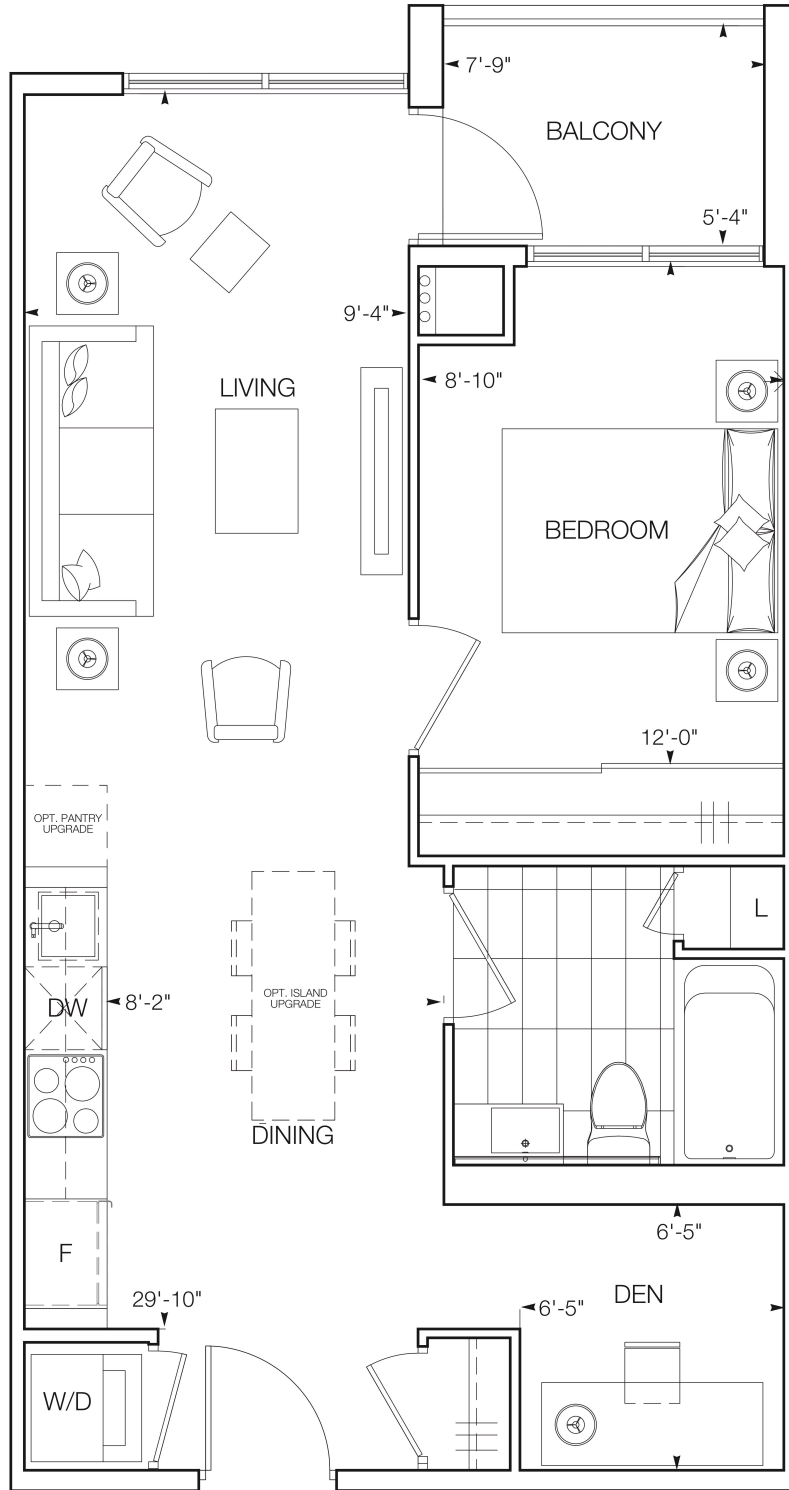 7'-9"
BALCONY
5'-4"
9'-4"
8'-10"
LIVING
BEDROOM
12'-0"
OPT. PANTRY
UPGRADE
L
DW
8'-2"
OPT. ISLAND
UPGRADE
DINING
F
6'-5"
29'-10"
6'-5"
DEN
W/D